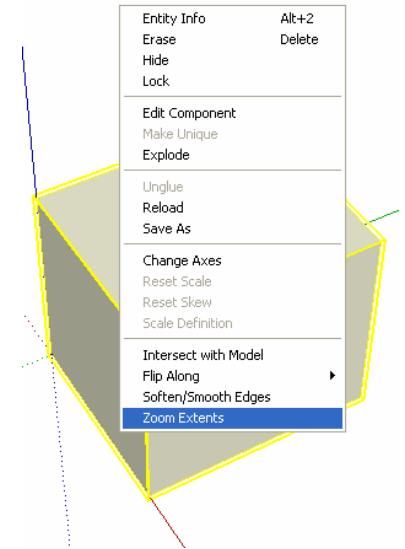 Entity Info Alt+2
Erase Delete
Hide
Lock
Edit Component
Make Unique
Explode
Unglue
Reload
Save As
Change Axes
Reset Scale
Reset Skew
Scale Definition
Intersect with Model
Flip Along
Soften/Smooth Edges
Zoom Extents